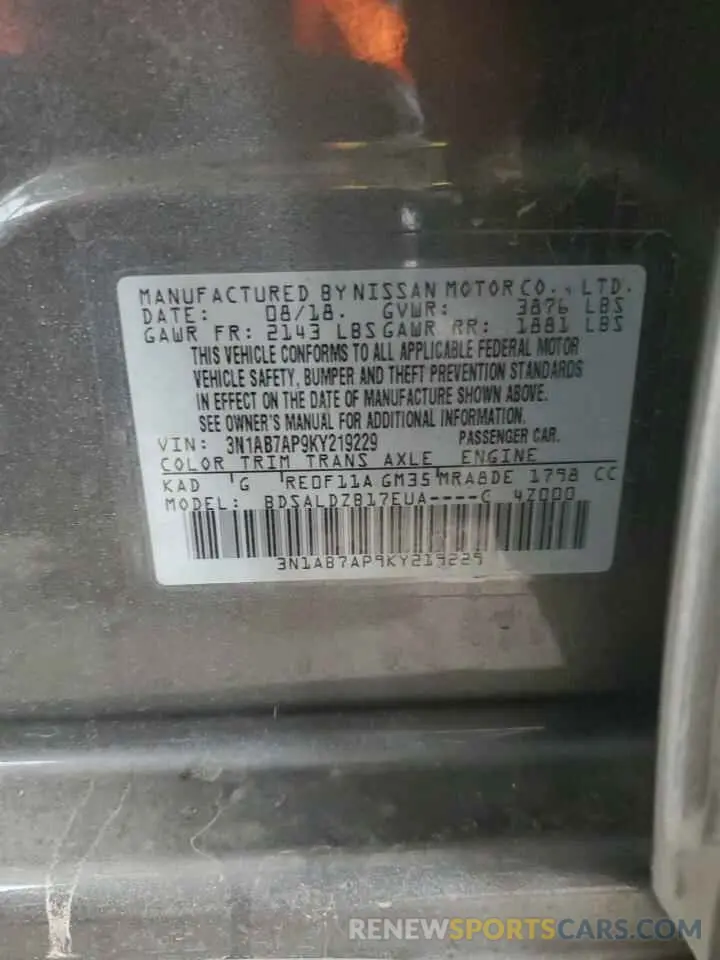 MANUFACTURED BY NISSAN MOTOR CO., LTD.
DATE: 08/18. GVWR: 3876 LBS
GAWR FR: 2143 LBS GAWR RR: 1881 LBS
THIS VEHICLE CONFORMS TO ALL APPLICABLE FEDERAL MOTOR
VEHICLE SAFETY, BUMPER AND THEFT PREVENTION STANDARDS
IN EFFECT ON THE DATE OF MANUFACTURE SHOWN ABOVE.
SEE OWNER'S MANUAL FOR ADDITIONAL INFORMATION.
VIN: 3N1AB7AP9KY219229 PASSENGER CAR.
COLOR TRIM TRANS AXLE ENGINE
KAD G RE0F11A GM35 MRA8DE 1798 CC
MODEL: BDSALDZB17EUA----C 4Z000
3N1AB7AP9KY219229
RENEWSPORTSCARS.COM